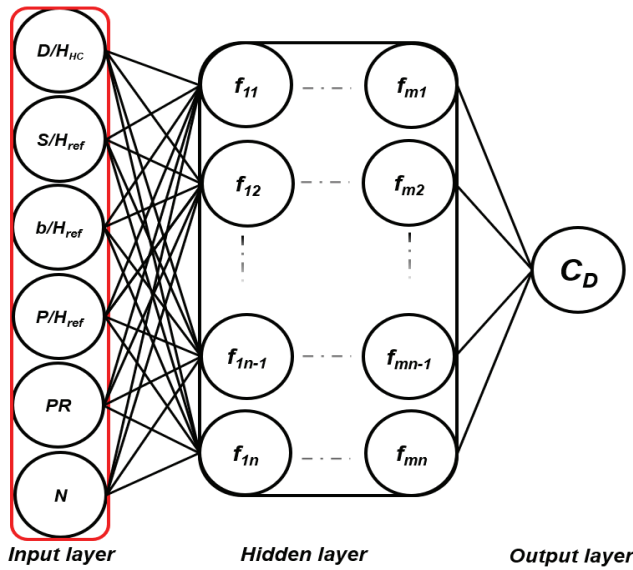 D/H_HC
S/H_ref
b/H_ref
P/H_ref
PR
N
f_11
f_12
f_1n-1
f_1n
f_m1
f_m2
f_mn-1
f_mn
C_D
Input layer
Hidden layer
Output layer